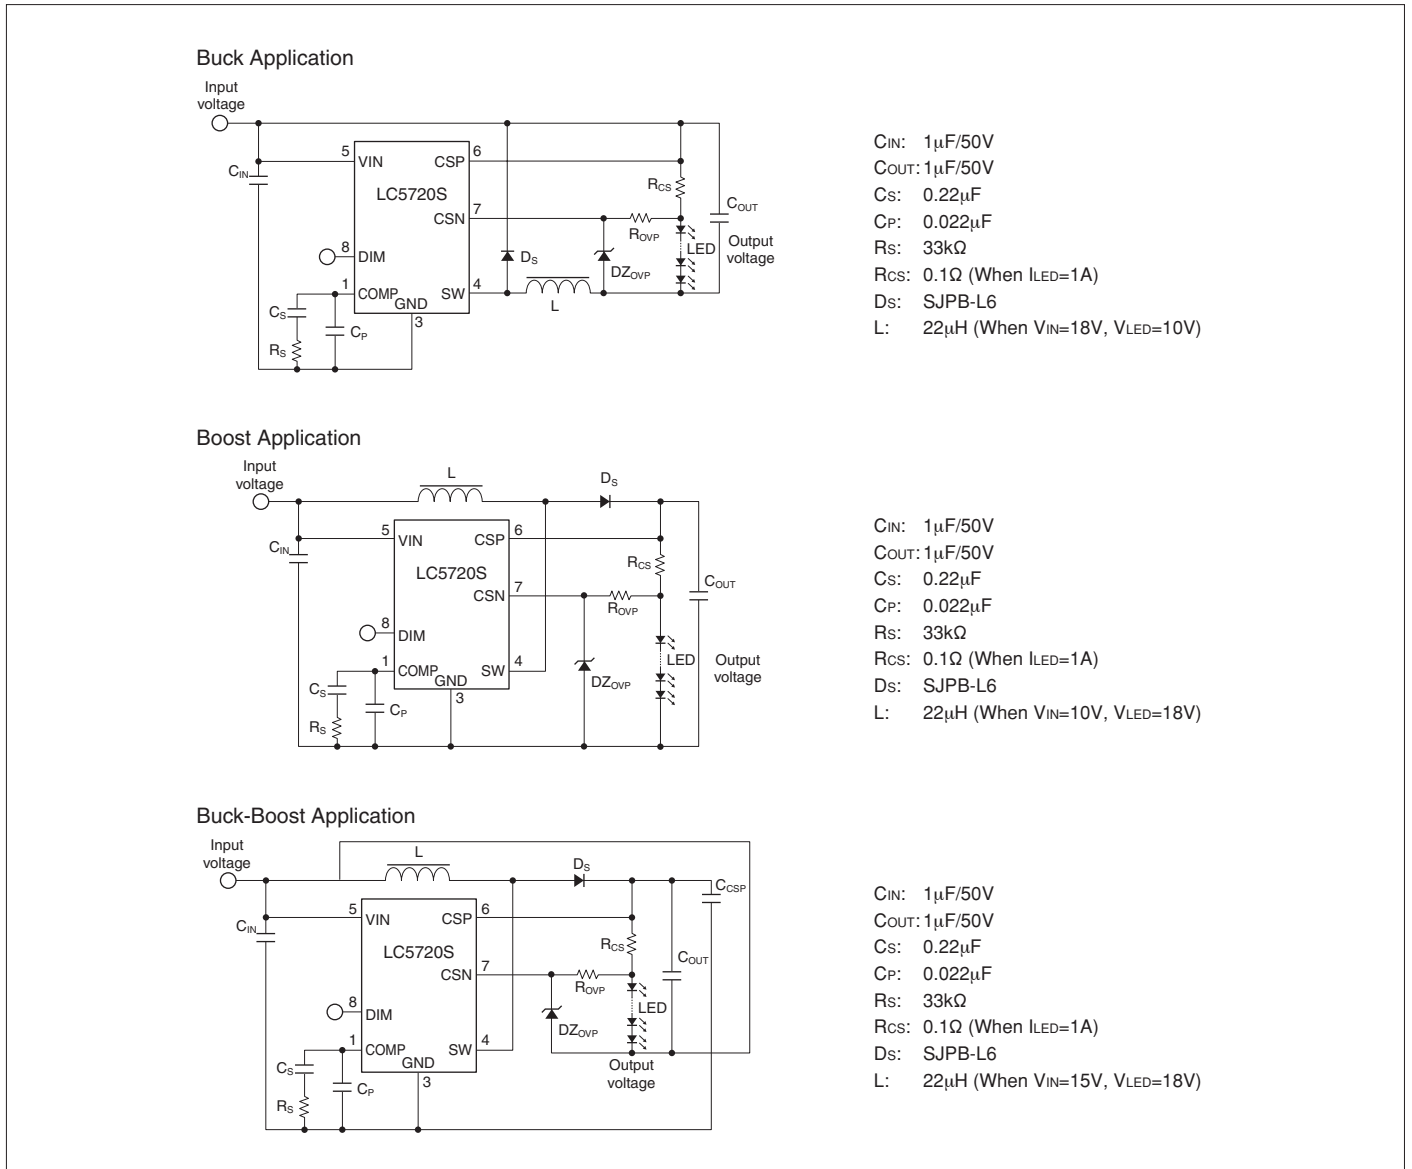 Buck Application
Input
voltage
5
VIN
CSP
6
CIN
LC5720S
RCS
COUT
CSN
7
ROVP
LED
Output
voltage
8
DIM
DS
DZOVP
1
COMP
SW
4
GND
3
L
CS
CP
RS
CIN: 1μF/50V
COUT: 1μF/50V
CS: 0.22μF
CP: 0.022μF
RS: 33kΩ
RCS: 0.1Ω (When ILED=1A)
DS: SJPB-L6
L: 22μH (When VIN=18V, VLED=10V)
Boost Application
Input
voltage
L
DS
5
VIN
CSP
6
CIN
LC5720S
RCS
COUT
CSN
7
ROVP
8
DIM
LED
Output
voltage
1
COMP
SW
4
GND
3
DZOVP
CS
CP
RS
CIN: 1μF/50V
COUT: 1μF/50V
CS: 0.22μF
CP: 0.022μF
RS: 33kΩ
RCS: 0.1Ω (When ILED=1A)
DS: SJPB-L6
L: 22μH (When VIN=10V, VLED=18V)
Buck-Boost Application
Input
voltage
L
DS
CCSP
5
VIN
CSP
6
CIN
LC5720S
RCS
COUT
CSN
7
ROVP
8
DIM
LED
DZOVP
1
COMP
SW
4
GND
3
Output
voltage
CS
CP
RS
CIN: 1μF/50V
COUT: 1μF/50V
CS: 0.22μF
CP: 0.022μF
RS: 33kΩ
RCS: 0.1Ω (When ILED=1A)
DS: SJPB-L6
L: 22μH (When VIN=15V, VLED=18V)